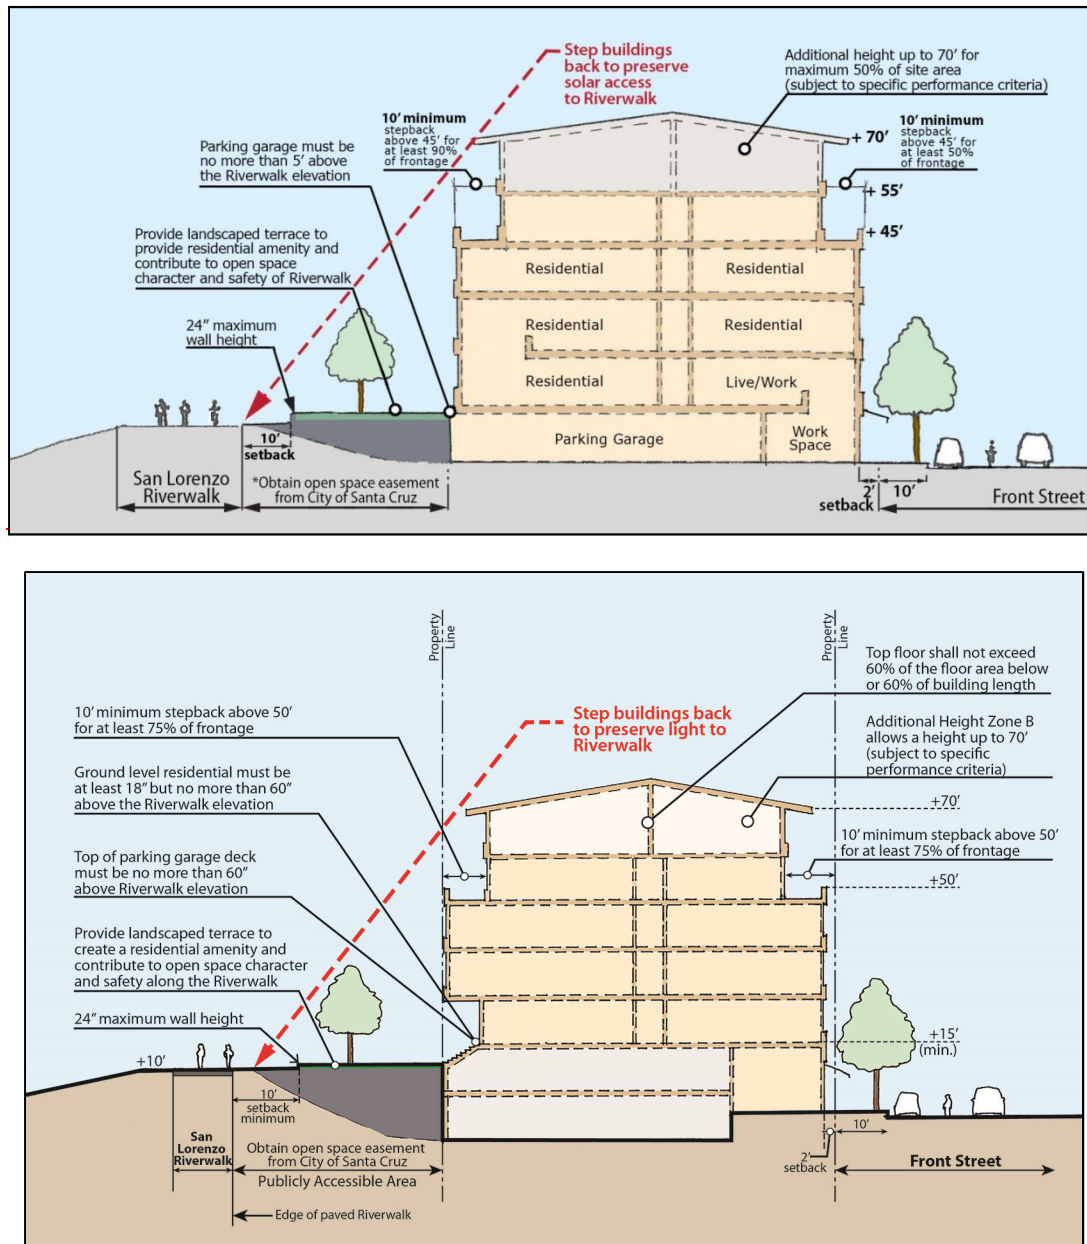 Step buildings
back to preserve
solar access
to Riverwalk
Additional height up to 70’ for
maximum 50% of site area
(subject to specific performance criteria)
10’ minimum
stepback
above 45’ for
at least 90%
of frontage
10’ minimum
stepback
above 45’ for
at least 50%
of frontage
+ 70’
Parking garage must be
no more than 5’ above
the Riverwalk elevation
+ 55’
+ 45’
Provide landscaped terrace to
provide residential amenity and
contribute to open space
character and safety of Riverwalk
Residential
Residential
24” maximum
wall height
Residential
Residential
Residential
Live/Work
10’
setback
Parking Garage
Work
Space
San Lorenzo
Riverwalk
*Obtain open space easement
from City of Santa Cruz
2’
setback
10’
Front Street
Property
Line
Property
Line
Top floor shall not exceed
60% of the floor area below
or 60% of building length
10’ minimum stepback above 50’
for at least 75% of frontage
Step buildings back
to preserve light to
Riverwalk
Additional Height Zone B
allows a height up to 70’
(subject to specific
performance criteria)
Ground level residential must be
at least 18” but no more than 60”
above the Riverwalk elevation
+70’
10’ minimum stepback above 50’
for at least 75% of frontage
Top of parking garage deck
must be no more than 60”
above Riverwalk elevation
+50’
Provide landscaped terrace to
create a residential amenity and
contribute to open space character
and safety along the Riverwalk
24” maximum wall height
+15’
(min.)
+10’
10’
setback
minimum
San
Lorenzo
Riverwalk
Obtain open space easement
from City of Santa Cruz
Publicly Accessible Area
2’
setback
10’
Front Street
Edge of paved Riverwalk